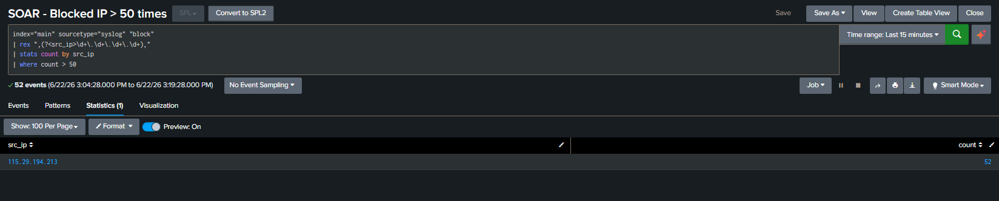 SOAR - Blocked IP > 50 times
SPL
Convert to SPL2
Save
Save As
View
Create Table View
Close
index="main" sourcetype="syslog" "block"
| rex ",(?<src_ip>\d+\.\d+\.\d+\.\d+),"
| stats count by src_ip
| where count > 50
Time range: Last 15 minutes
52 events (6/22/26 3:04:28.000 PM to 6/22/26 3:19:28.000 PM)
No Event Sampling
Job
Smart Mode
Events
Patterns
Statistics (1)
Visualization
Show: 100 Per Page
Format
Preview: On
src_ip
count
115.29.194.213
52